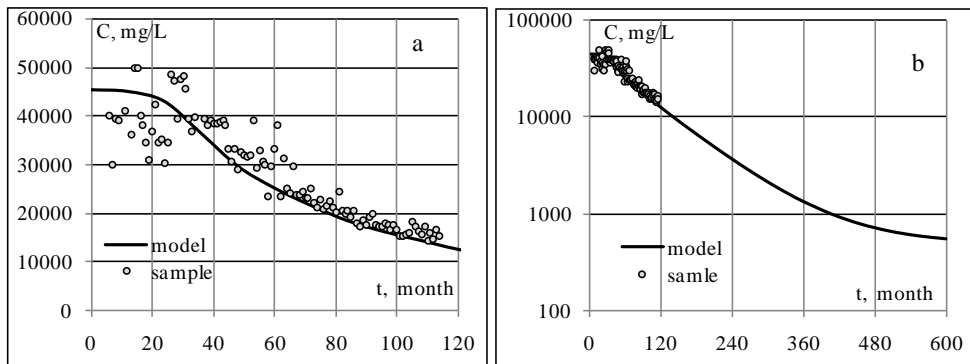 60000
C, mg/L
a
50000
40000
30000
20000
10000
0
model
sample
t, month
0 20 40 60 80 100 120
100000
C, mg/L
b
10000
1000
100
model
samle
t, month
0 120 240 360 480 600